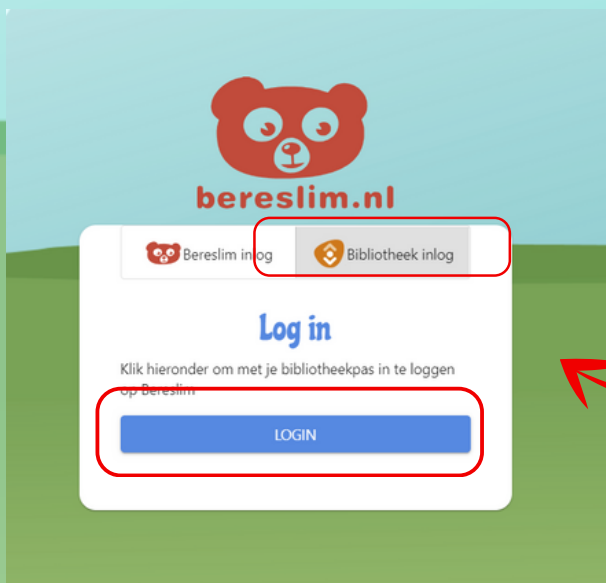 bereslim.nl
Bereslim inlog
Bibliotheek inlog
Log in
Klik hieronder om met je bibliotheekpas in te loggen
op Bereslim
LOGIN